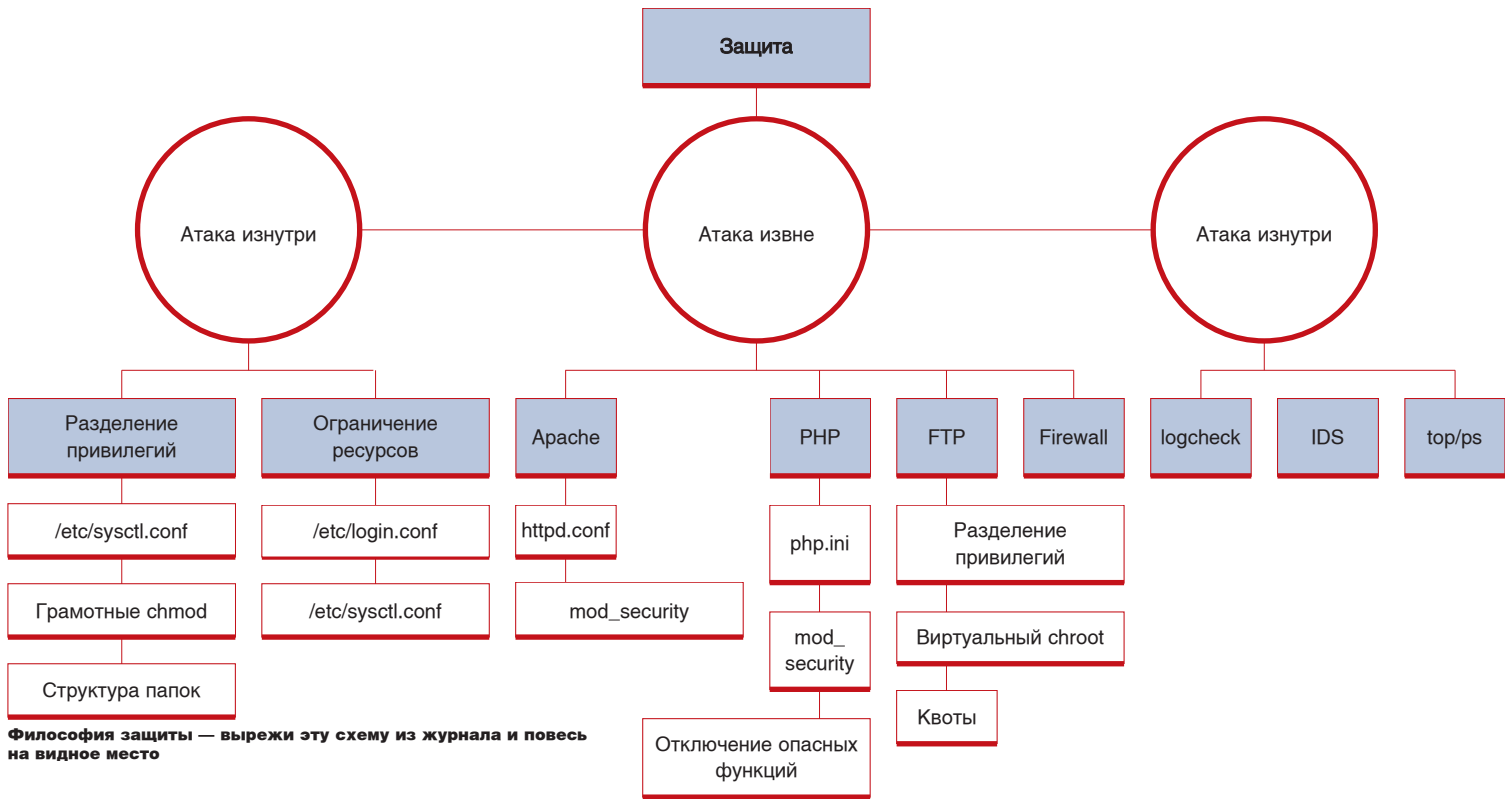 Защита
Атака изнутри
Атака извне
Атака изнутри
Разделение
привилегий
Ограничение
ресурсов
Apache
PHP
FTP
Firewall
logcheck
IDS
top/ps
/etc/sysctl.conf
Грамотные chmod
Структура папок
/etc/login.conf
/etc/sysctl.conf
httpd.conf
mod_security
php.ini
mod_
security
Отключение опасных
функций
Разделение
привилегий
Виртуальный chroot
Квоты
Философия защиты — вырежи эту схему из журнала и повесь
на видное место